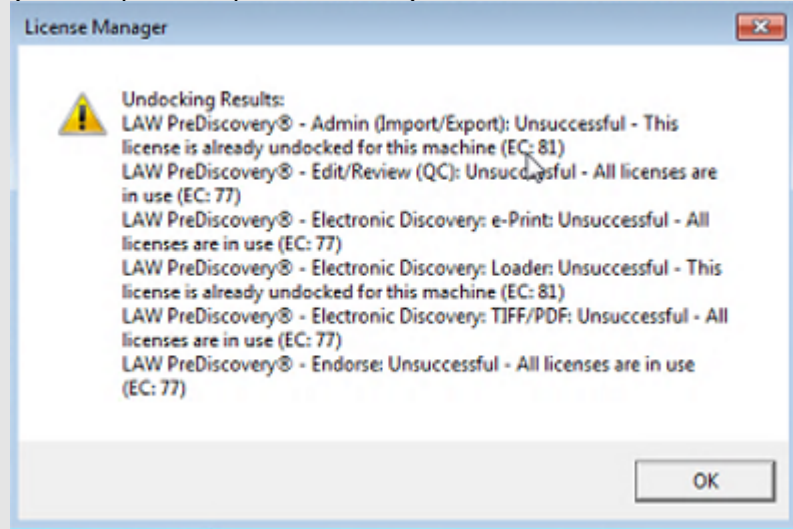 License Manager
Undocking Results:
LAW PreDiscovery® - Admin (Import/Export): Unsuccessful - This
license is already undocked for this machine (EC: 81)
LAW PreDiscovery® - Edit/Review (QC): Unsuccessful - All licenses are
in use (EC: 77)
LAW PreDiscovery® - Electronic Discovery: e-Print: Unsuccessful - All
licenses are in use (EC: 77)
LAW PreDiscovery® - Electronic Discovery: Loader: Unsuccessful - This
license is already undocked for this machine (EC: 81)
LAW PreDiscovery® - Electronic Discovery: TIFF/PDF: Unsuccessful - All
licenses are in use (EC: 77)
LAW PreDiscovery® - Endorse: Unsuccessful - All licenses are in use
(EC: 77)
OK